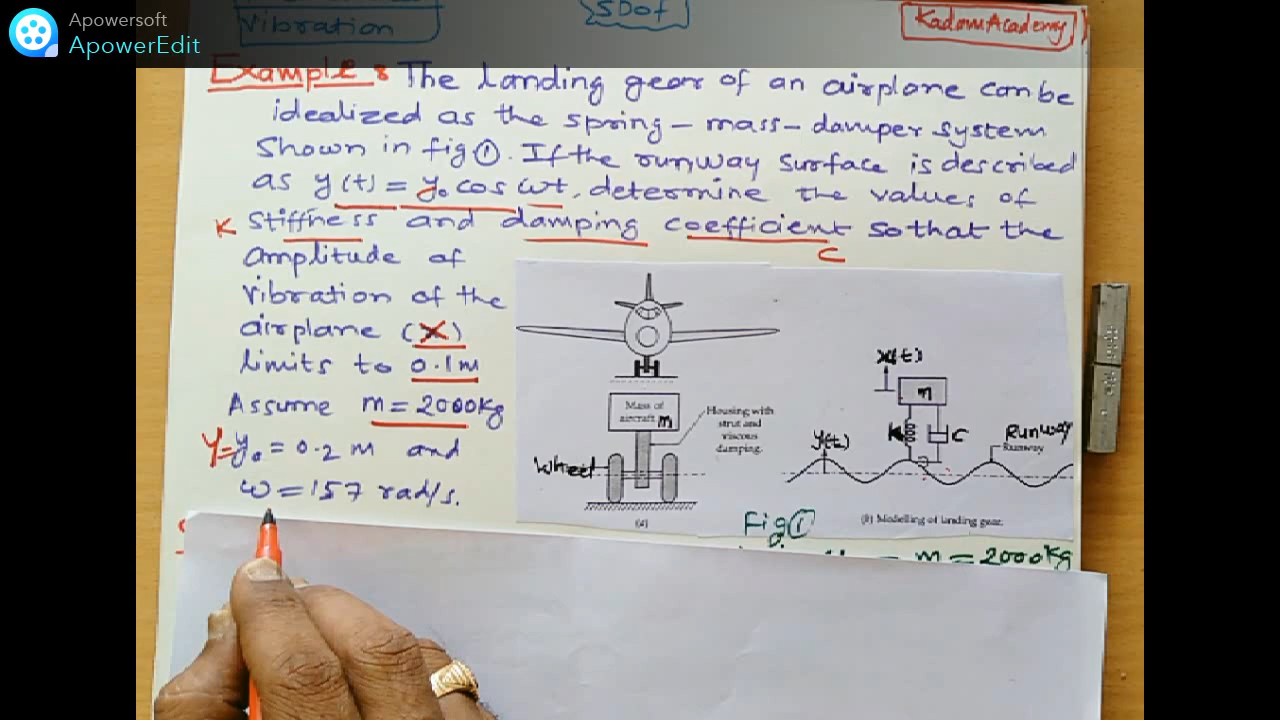 Apowersoft
ApowerEdit
Vibration
SDof
Kadam Academy
Example : The landing gear of an airplane can be
idealized as the spring - mass - damper system
Shown in fig ①. If the runway surface is described
as y(t) = y₀ cos ωt, determine the values of
K stiffness and damping coefficient so that the
C
amplitude of
vibration of the
airplane (X)
limits to 0.1m
Assume m = 2000kg
Y = y₀ = 0.2 m and
ω = 157 rad/s.
Mass of
aircraft m
Housing with
strut and
viscous
damping.
Wheel
(a)
x(t)
m
K
C
y(t)
Runway
Runway
Fig ①
(b) Modelling of landing gear.
m = 2000kg